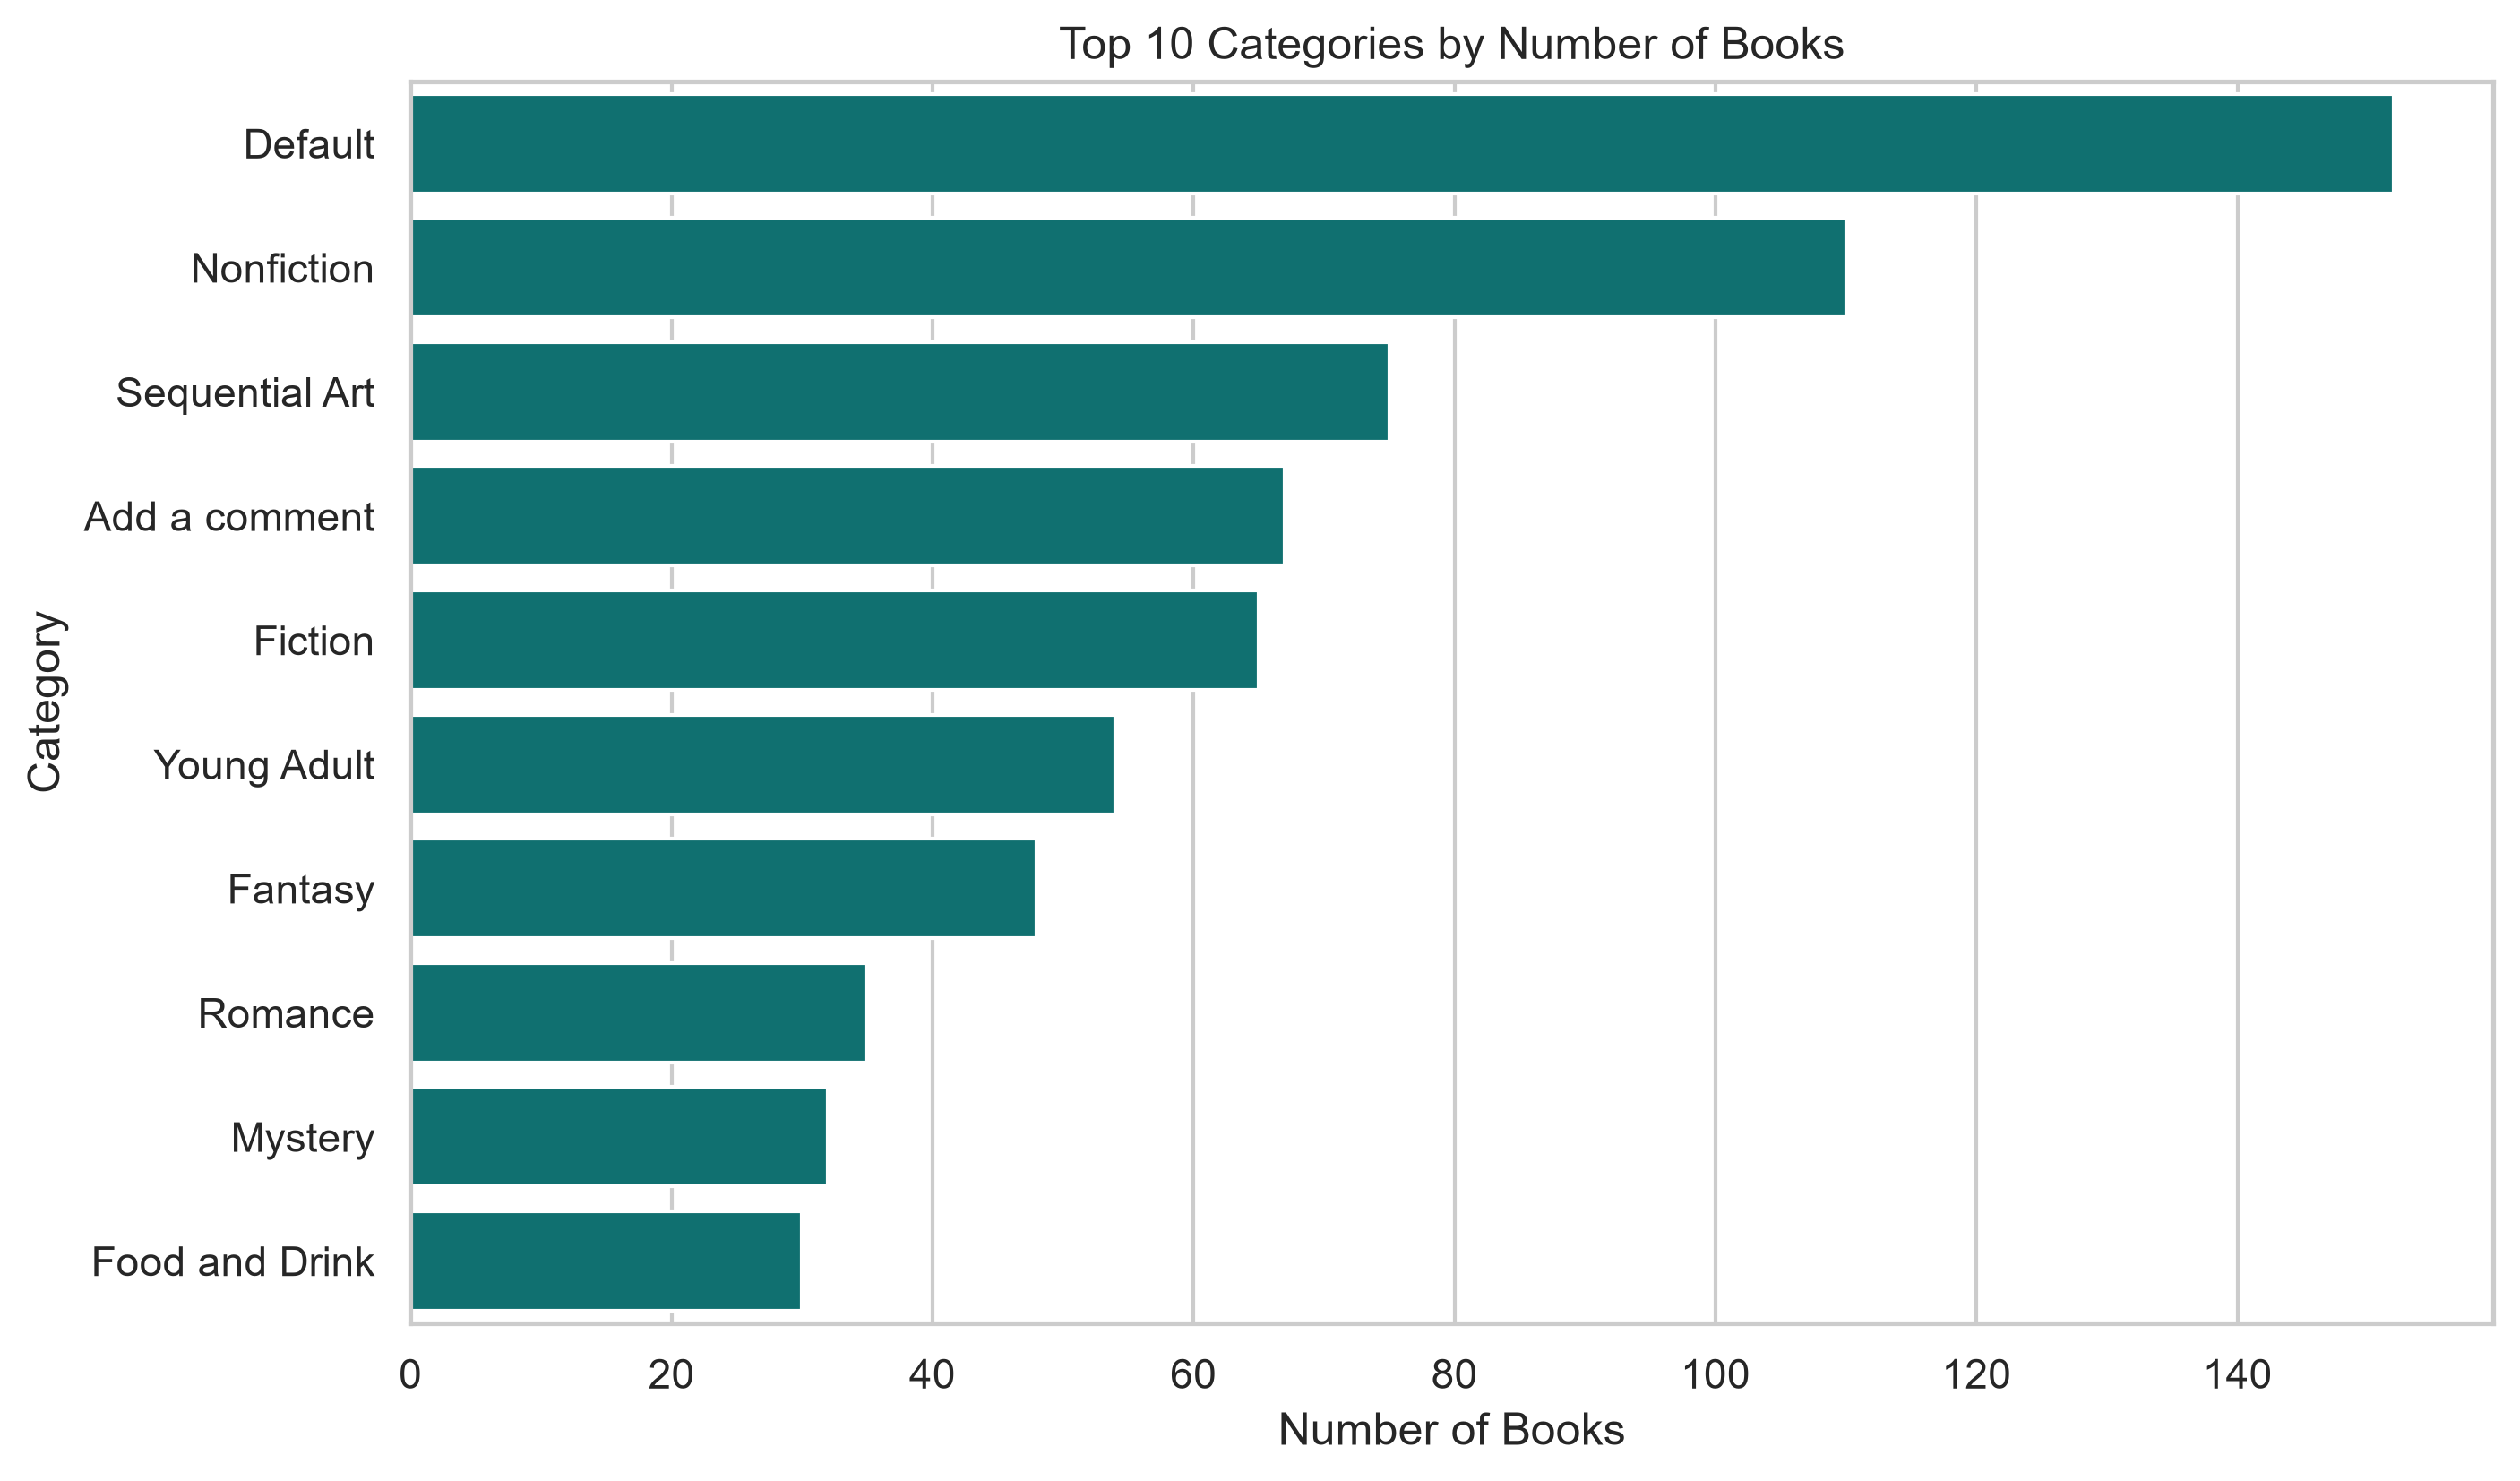 Top 10 Categories by Number of Books
Default
Nonfiction
Sequential Art
Add a comment
Fiction
Young Adult
Fantasy
Romance
Mystery
Food and Drink
Category
0 20 40 60 80 100 120 140
Number of Books